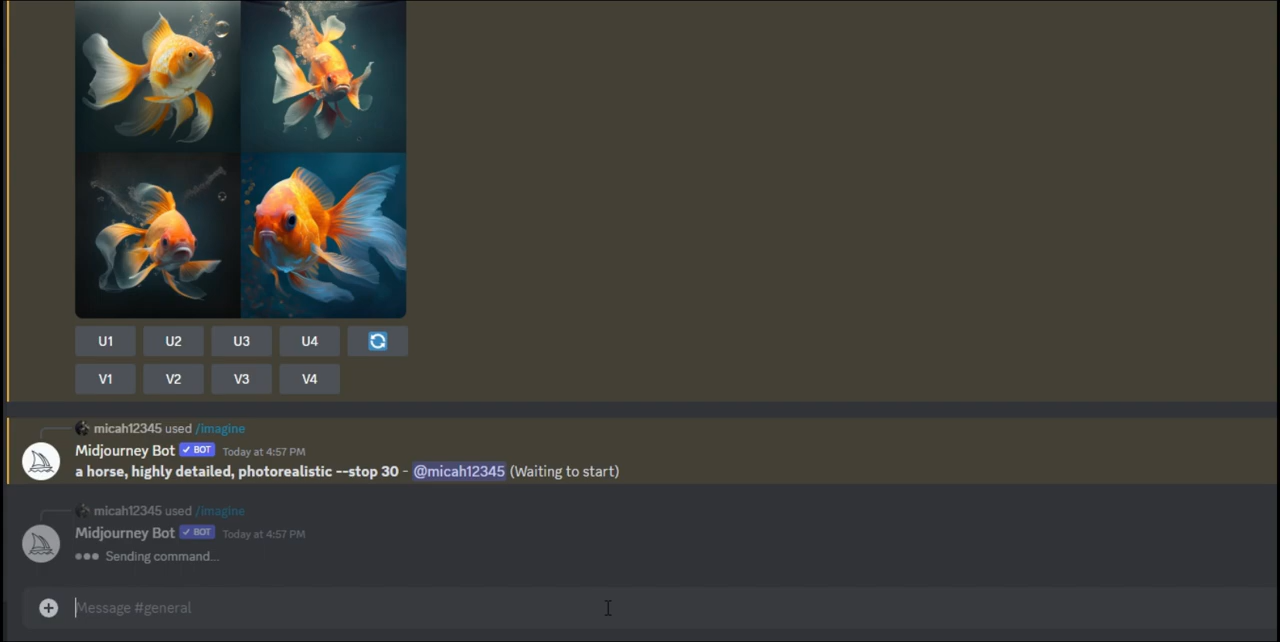 U1 U2 U3 U4
V1 V2 V3 V4
micah12345 used /imagine
Midjourney Bot ✓ BOT Today at 4:57 PM
a horse, highly detailed, photorealistic --stop 30 - @micah12345 (Waiting to start)
micah12345 used /imagine
Midjourney Bot ✓ BOT Today at 4:57 PM
Sending command...
Message #general